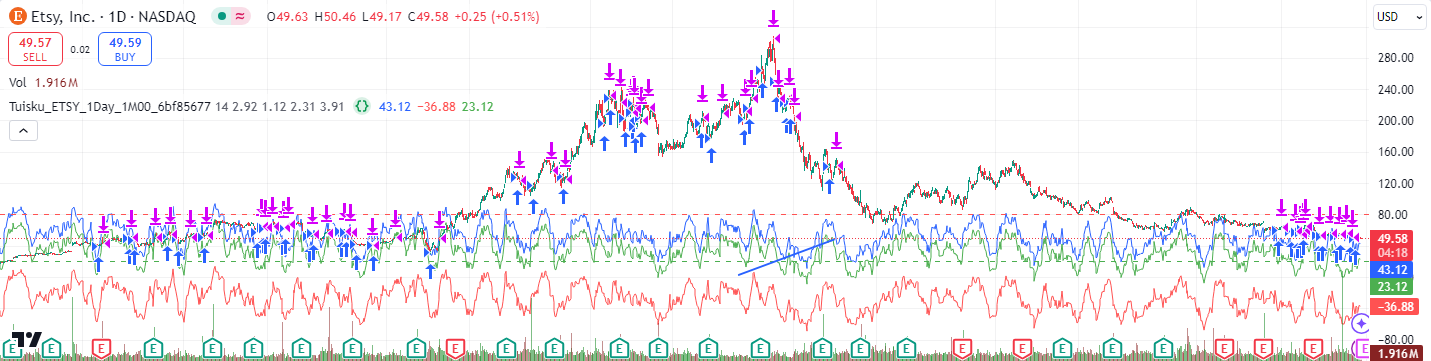 E Etsy, Inc. · 1D · NASDAQ ≈ O49.63 H50.46 L49.17 C49.58 +0.25 (+0.51%)
USD
49.57
SELL
0.02
49.59
BUY
Vol 1.916M
Tuisku_ETSY_1Day_1M00_6bf85677 14 2.92 1.12 2.31 3.91 {} 43.12 −36.88 23.12
280.00
240.00
200.00
160.00
120.00
80.00
49.58
04:18
43.12
23.12
−36.88
−80.00
1.916M
E E E E E E E E E E E E E E E E E E E E E E E E E E E